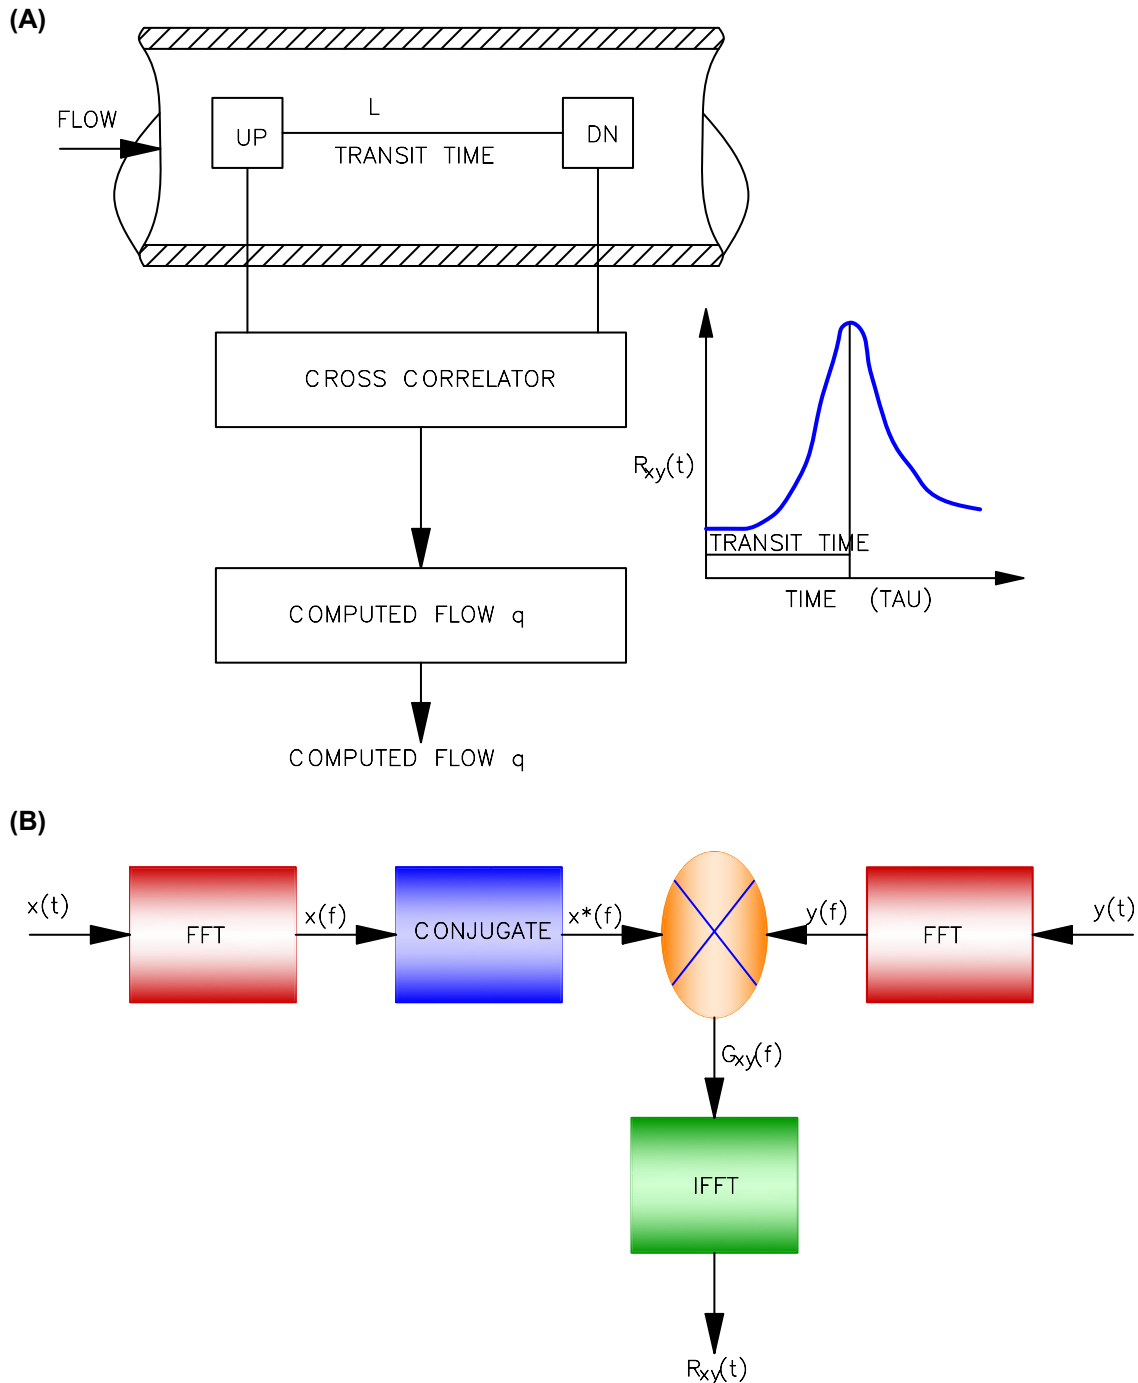 (A)
FLOW
UP
L
TRANSIT TIME
DN
CROSS CORRELATOR
Rxy(t)
TRANSIT TIME
TIME (TAU)
COMPUTED FLOW q
COMPUTED FLOW q
(B)
x(t)
FFT
x(f)
CONJUGATE
x*(f)
y(f)
FFT
y(t)
Gxy(f)
IFFT
Rxy(t)